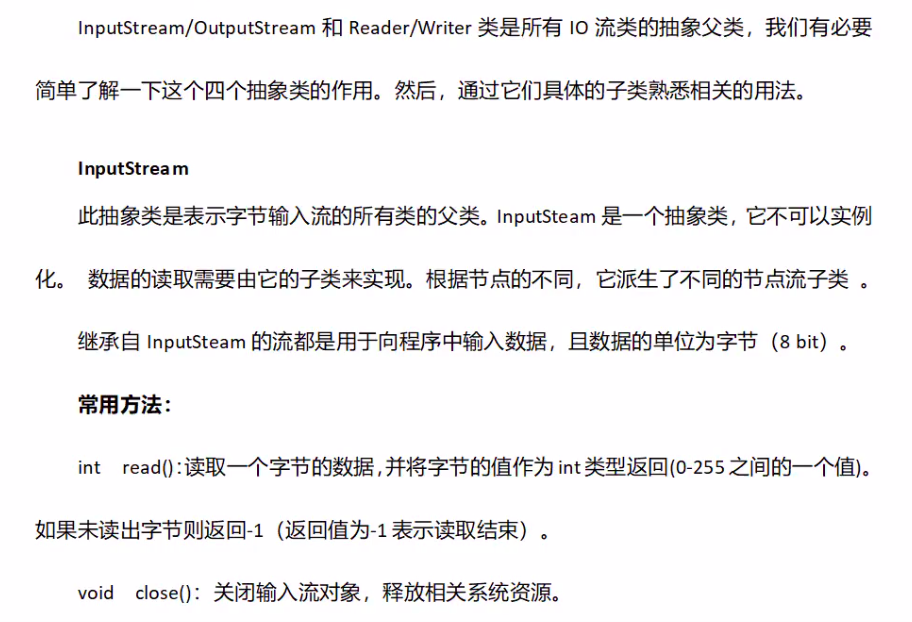 InputStream/OutputStream 和 Reader/Writer 类是所有 IO 流类的抽象父类，我们有必要
简单了解一下这个四个抽象类的作用。然后，通过它们具体的子类熟悉相关的用法。
InputStream
此抽象类是表示字节输入流的所有类的父类。InputSteam 是一个抽象类，它不可以实例
化。 数据的读取需要由它的子类来实现。根据节点的不同，它派生了不同的节点流子类 。
继承自 InputSteam 的流都是用于向程序中输入数据，且数据的单位为字节（8 bit）。
常用方法：
int read()：读取一个字节的数据，并将字节的值作为 int 类型返回(0-255 之间的一个值)。
如果未读出字节则返回-1（返回值为-1 表示读取结束）。
void close()：关闭输入流对象，释放相关系统资源。